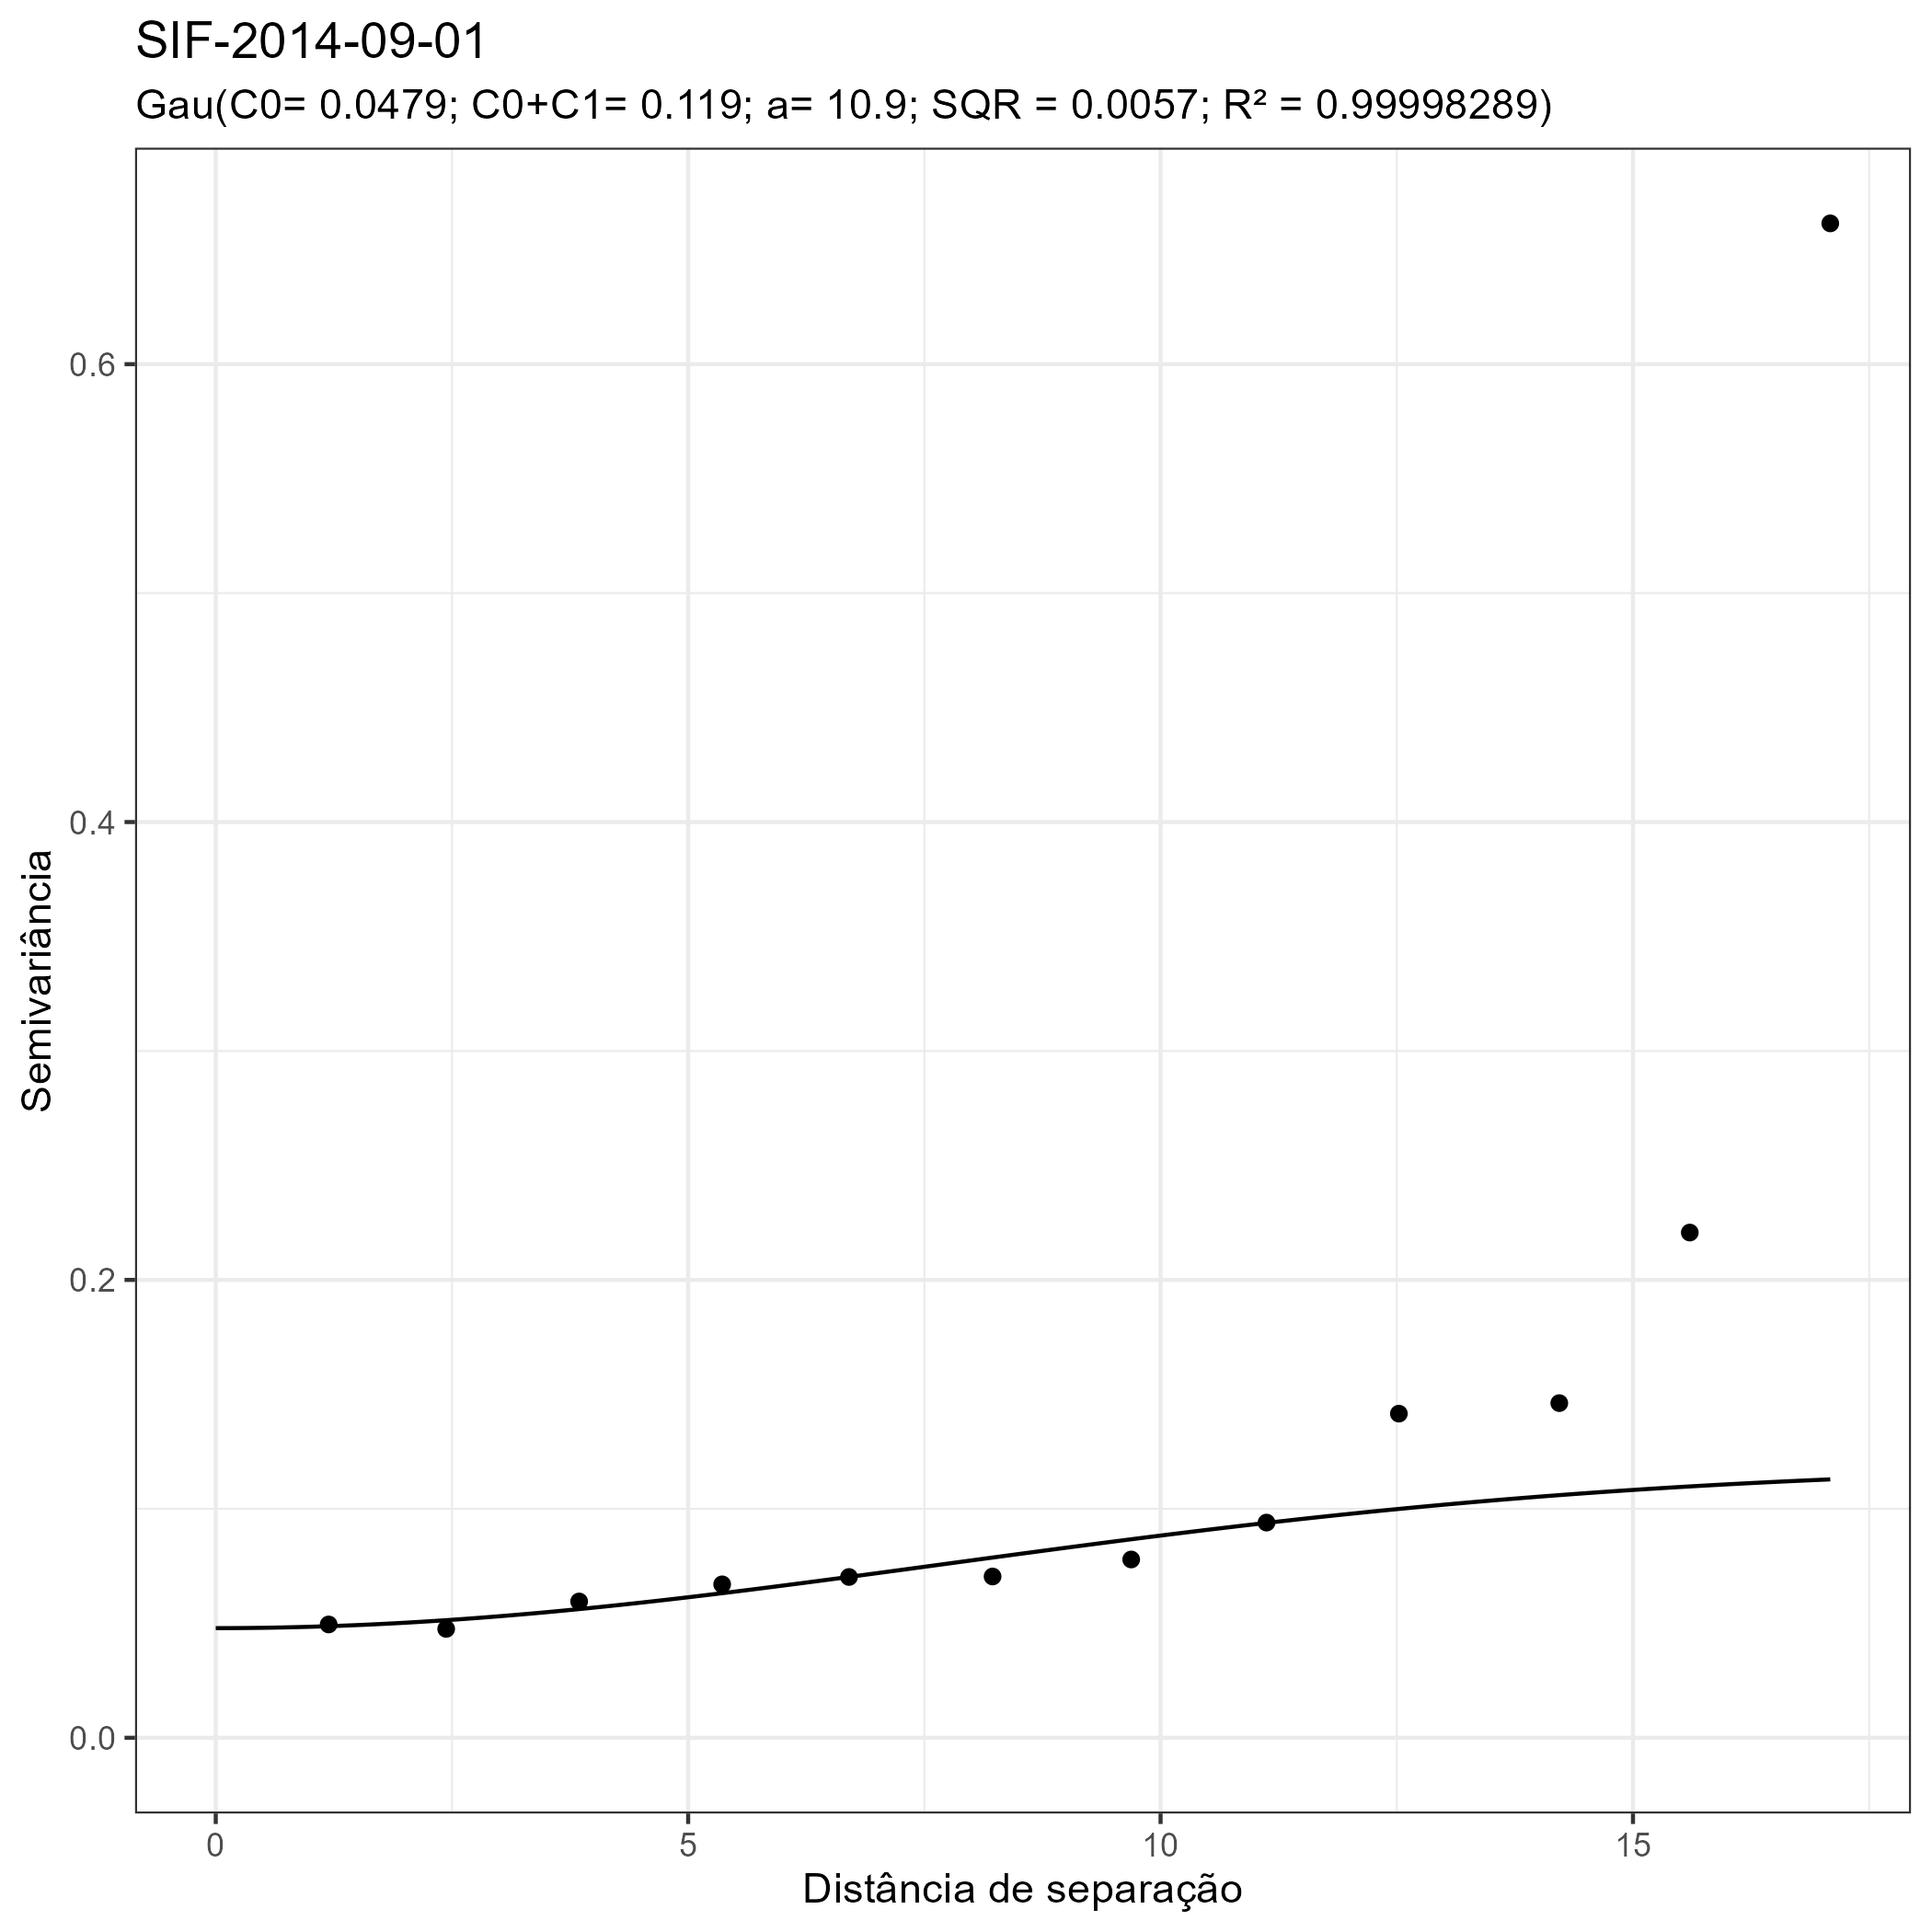 SIF-2014-09-01
Gau(C0= 0.0479; C0+C1= 0.119; a= 10.9; SQR = 0.0057; R² = 0.99998289)
0.6
0.4
0.2
0.0
Semivariância
0 5 10 15
Distância de separação